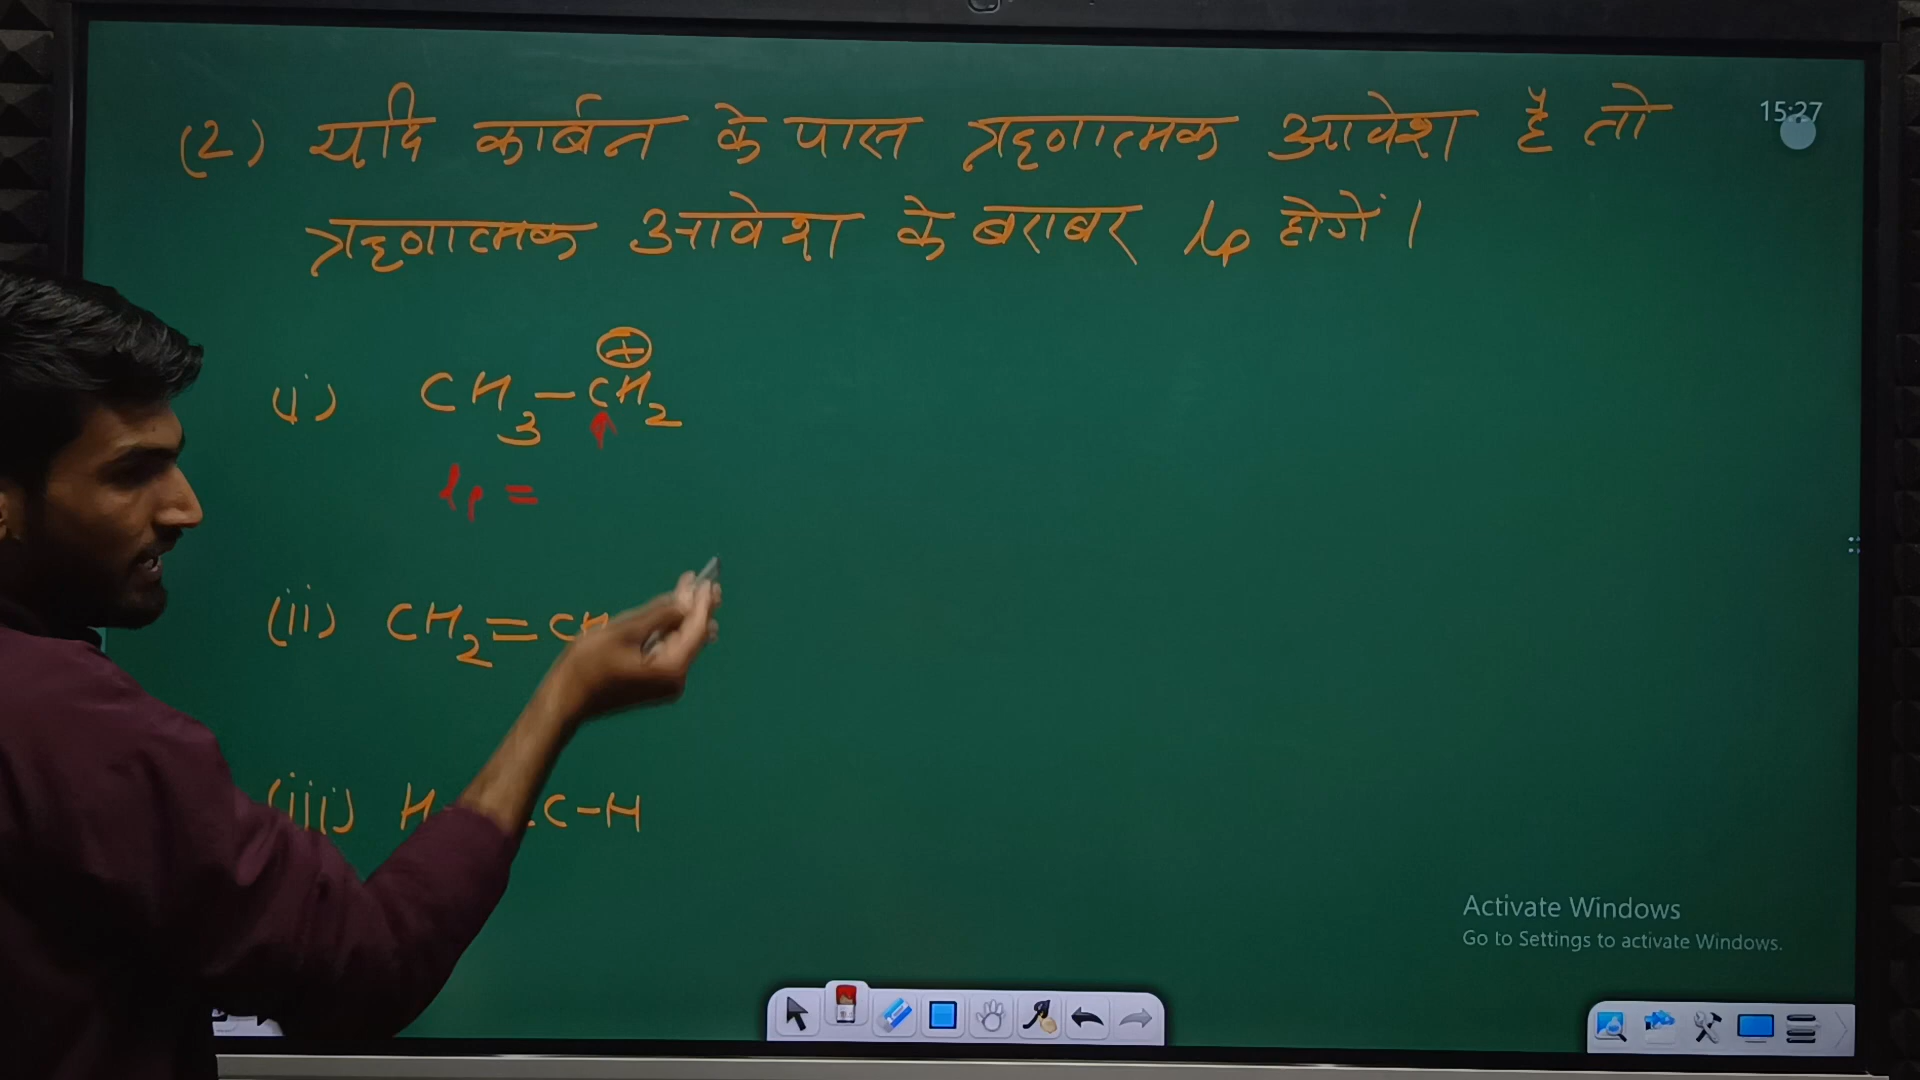 15:27
(2) यदि कार्बन के पास ऋणात्मक आवेश है तो
ऋणात्मक आवेश के बराबर lp होगें।
(i) CH3-CH2
+
lp =
(ii) CH2=CH
(iii) H C-H
Activate Windows
Go to Settings to activate Windows.